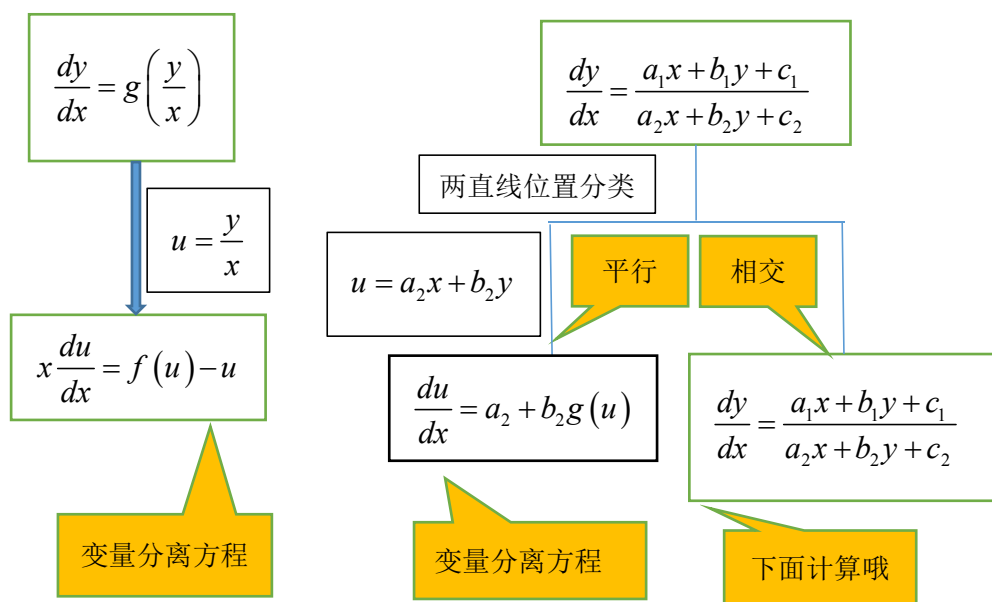 dy/dx = g(y/x)
u = y/x
x du/dx = f(u) − u
变量分离方程
dy/dx = (a₁x + b₁y + c₁)/(a₂x + b₂y + c₂)
两直线位置分类
u = a₂x + b₂y
平行
相交
du/dx = a₂ + b₂g(u)
dy/dx = (a₁x + b₁y + c₁)/(a₂x + b₂y + c₂)
变量分离方程
下面计算哦